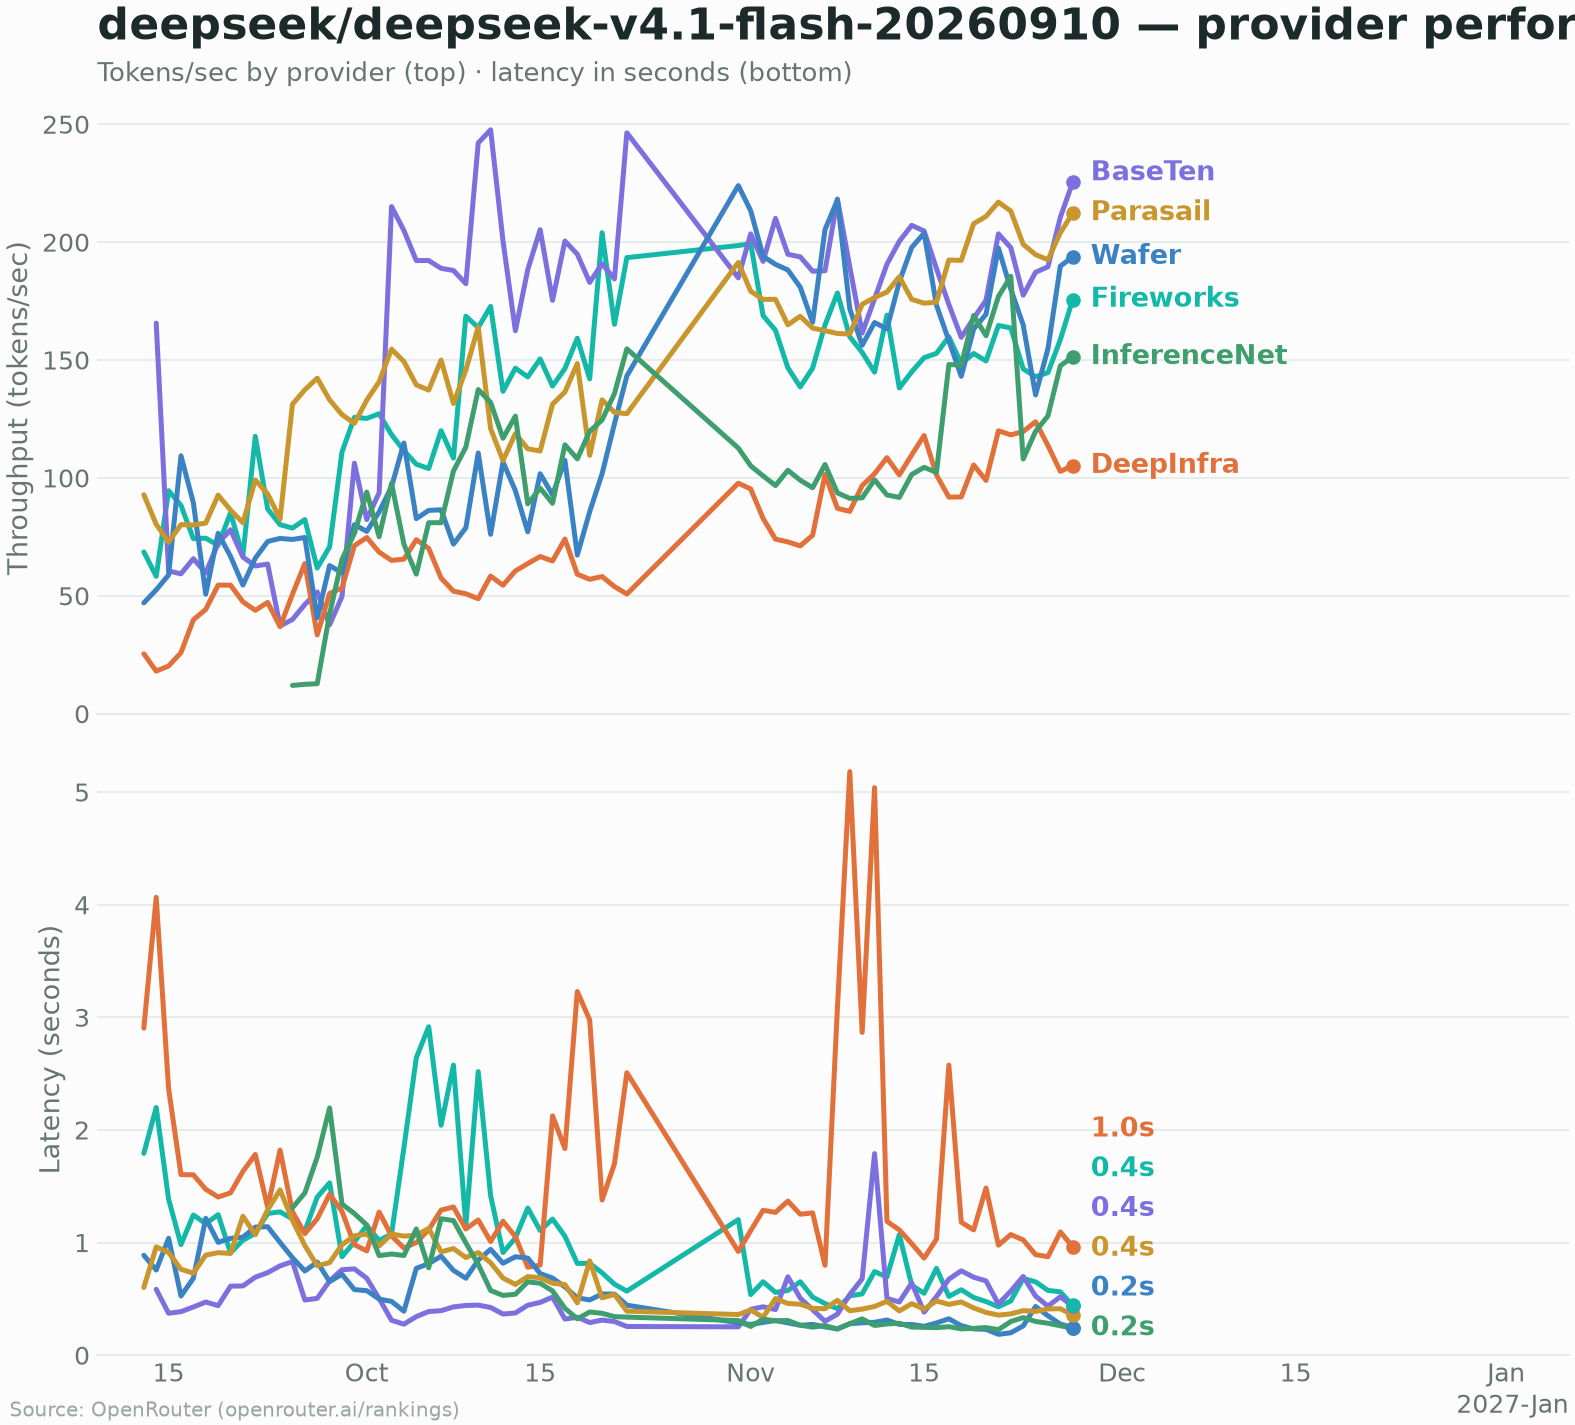 deepseek/deepseek-v4.1-flash-20260910 — provider perfor
Tokens/sec by provider (top) · latency in seconds (bottom)
Throughput (tokens/sec)
250
200
150
100
50
0
BaseTen
Parasail
Wafer
Fireworks
InferenceNet
DeepInfra
Latency (seconds)
5
4
3
2
1
0
1.0s
0.4s
0.4s
0.4s
0.2s
0.2s
15 Oct 15 Nov 15 Dec 15 Jan
2027-Jan
Source: OpenRouter (openrouter.ai/rankings)